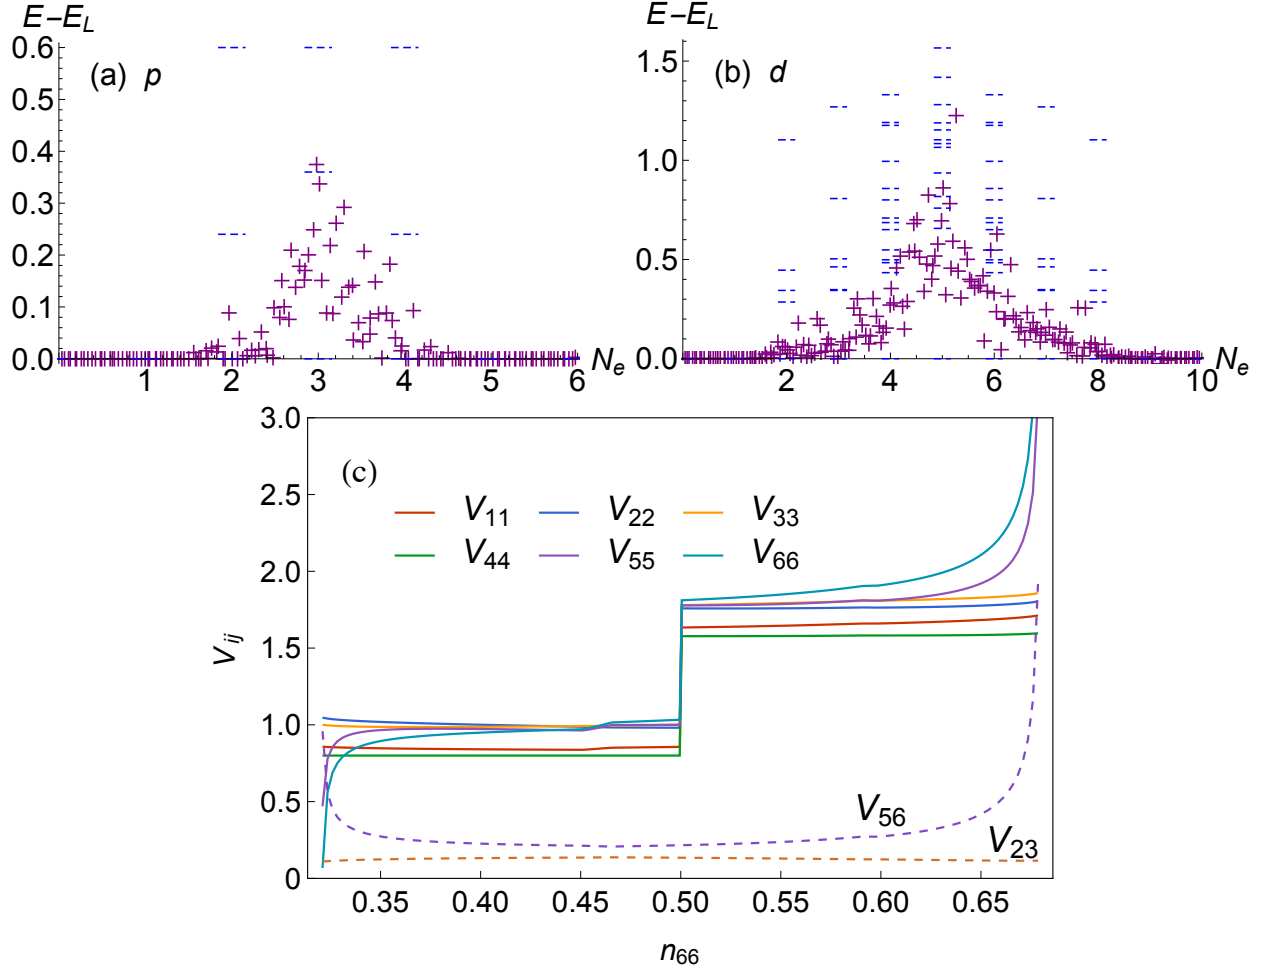 E−E_L
0.6
0.5
0.4
0.3
0.2
0.1
0.0
(a) p
1 2 3 4 5 6
N_e
E−E_L
1.5
1.0
0.5
0.0
(b) d
2 4 6 8 10
N_e
3.0
2.5
2.0
1.5
1.0
0.5
0
V_ij
(c)
V_11 V_22 V_33
V_44 V_55 V_66
V_56
V_23
0.35 0.40 0.45 0.50 0.55 0.60 0.65
n_66